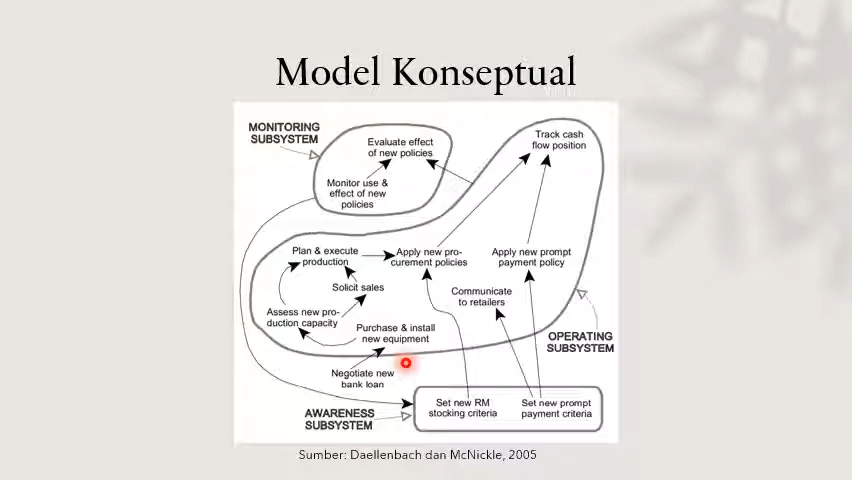 Model Konseptual
MONITORING
SUBSYSTEM
Evaluate effect
of new policies
Monitor use &
effect of new
policies
Track cash
flow position
Plan & execute
production
Apply new pro-
curement policies
Apply new prompt
payment policy
Solicit sales
Communicate
to retailers
Assess new pro-
duction capacity
Purchase & install
new equipment
OPERATING
SUBSYSTEM
Negotiate new
bank loan
AWARENESS
SUBSYSTEM
Set new RM
stocking criteria
Set new prompt
payment criteria
Sumber: Daellenbach dan McNickle, 2005